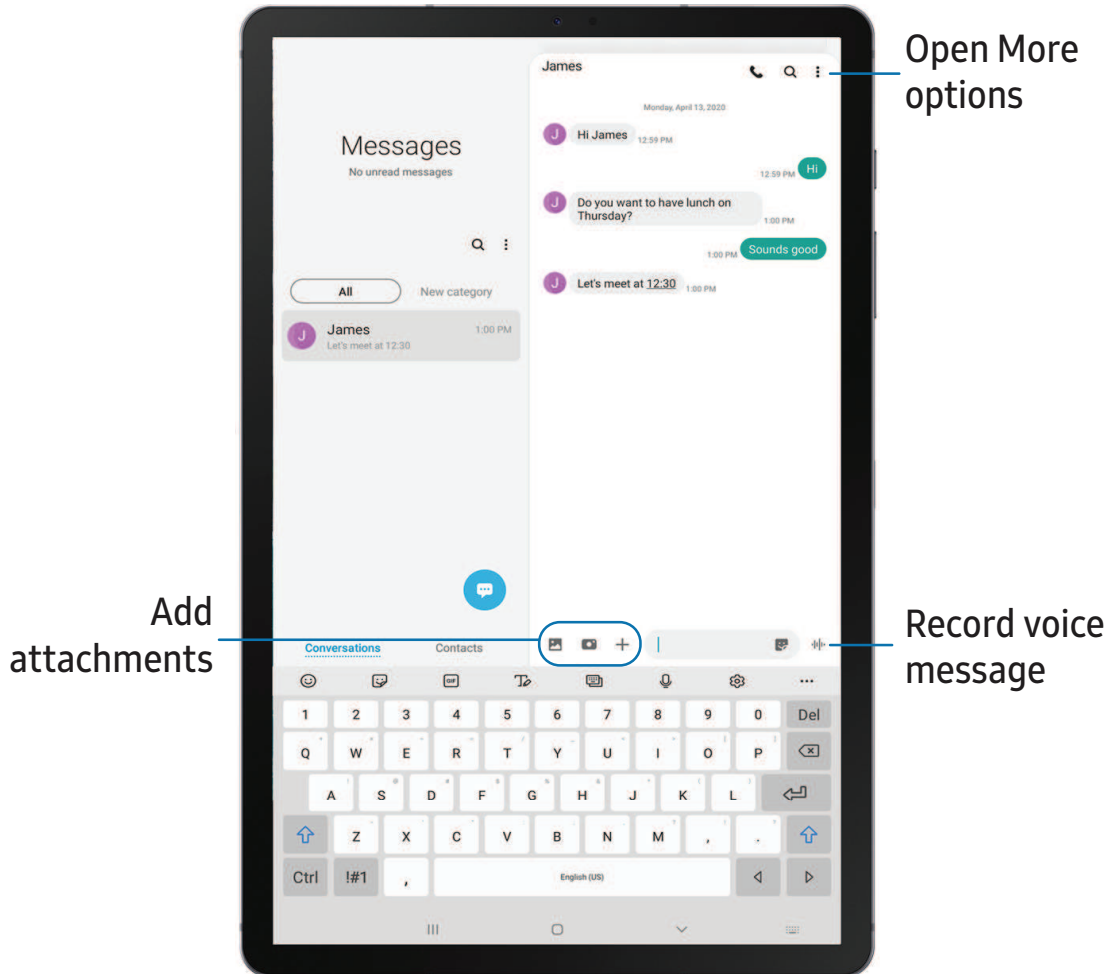 Open More
options
James
Monday, April 13, 2020
J
Hi James
12:59 PM
Messages
No unread messages
12:59 PM
Hi
J
Do you want to have lunch on
Thursday?
1:00 PM
1:00 PM
Sounds good
J
Let's meet at 12:30
1:00 PM
All
New category
J
James
1:00 PM
Let's meet at 12:30
Add
attachments
Record voice
message
Conversations
Contacts
GIF
T
1 2 3 4 5 6 7 8 9 0 Del
Q W E R T Y U I O P
A S D F G H J K L
Z X C V B N M , .
Ctrl !#1 , English (US)